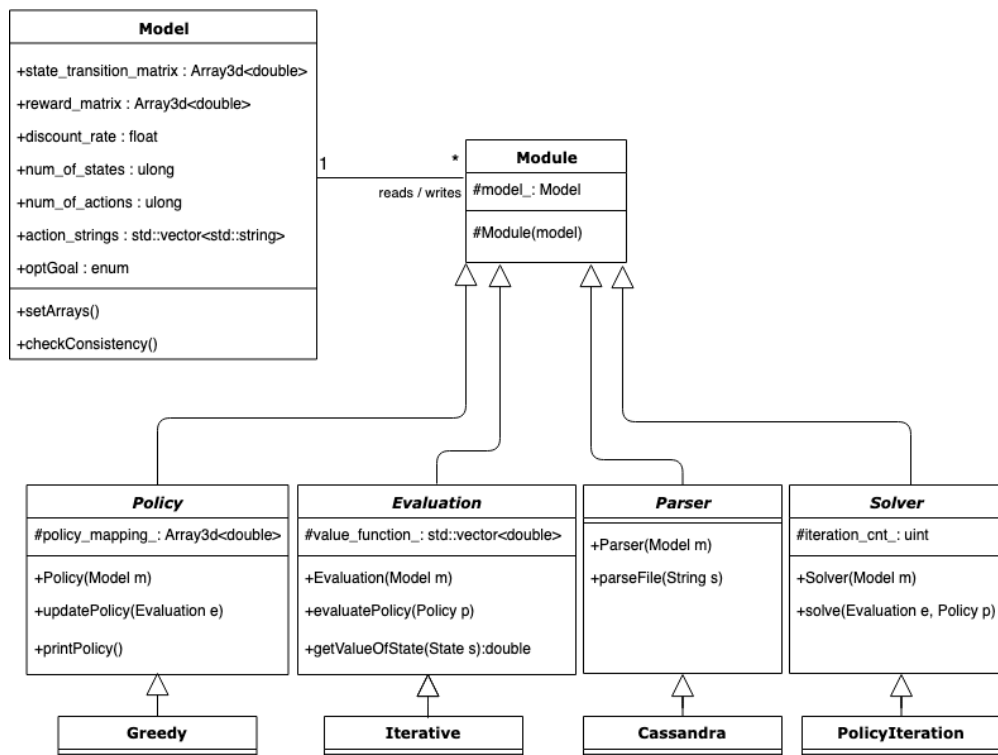 Model
+state_transition_matrix : Array3d<double>
+reward_matrix : Array3d<double>
+discount_rate : float
+num_of_states : ulong
+num_of_actions : ulong
+action_strings : std::vector<std::string>
+optGoal : enum
+setArrays()
+checkConsistency()
1
*
reads / writes
Module
#model_: Model
#Module(model)
Policy
#policy_mapping_: Array3d<double>
+Policy(Model m)
+updatePolicy(Evaluation e)
+printPolicy()
Evaluation
#value_function_: std::vector<double>
+Evaluation(Model m)
+evaluatePolicy(Policy p)
+getValueOfState(State s):double
Parser
+Parser(Model m)
+parseFile(String s)
Solver
#iteration_cnt_: uint
+Solver(Model m)
+solve(Evaluation e, Policy p)
Greedy
Iterative
Cassandra
PolicyIteration